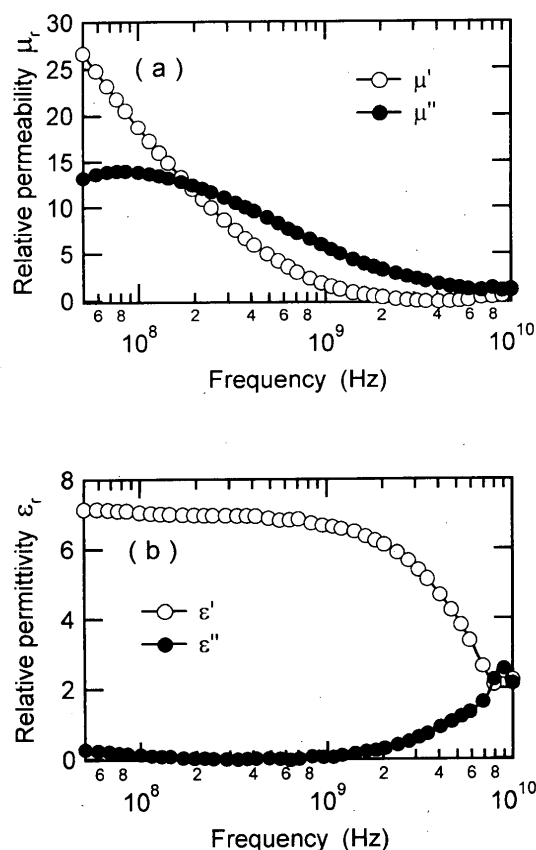 Relative permeability μr
30
25
20
15
10
5
0
( a )
μ'
μ"
6 8 2 4 6 8 2 4 6 8
10^8 10^9 10^10
Frequency (Hz)
Relative permittivity εr
8
6
4
2
0
( b )
ε'
ε"
6 8 2 4 6 8 2 4 6 8
10^8 10^9 10^10
Frequency (Hz)